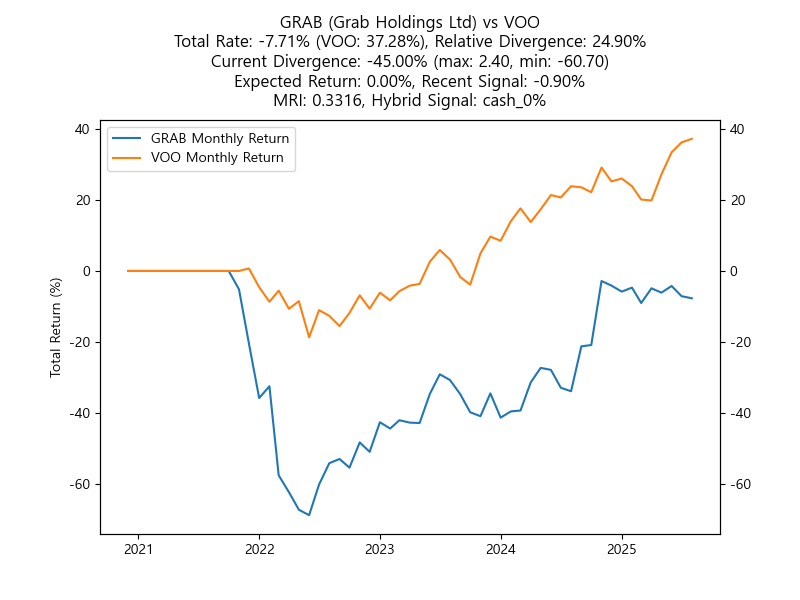 GRAB (Grab Holdings Ltd) vs VOO
Total Rate: -7.71% (VOO: 37.28%), Relative Divergence: 24.90%
Current Divergence: -45.00% (max: 2.40, min: -60.70)
Expected Return: 0.00%, Recent Signal: -0.90%
MRI: 0.3316, Hybrid Signal: cash_0%
GRAB Monthly Return
VOO Monthly Return
Total Return (%)
40
20
0
-20
-40
-60
40
20
0
-20
-40
-60
2021 2022 2023 2024 2025